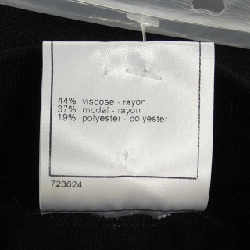 44% viscose - rayon
37% modal - rayon
19% polyester - polyester
723824